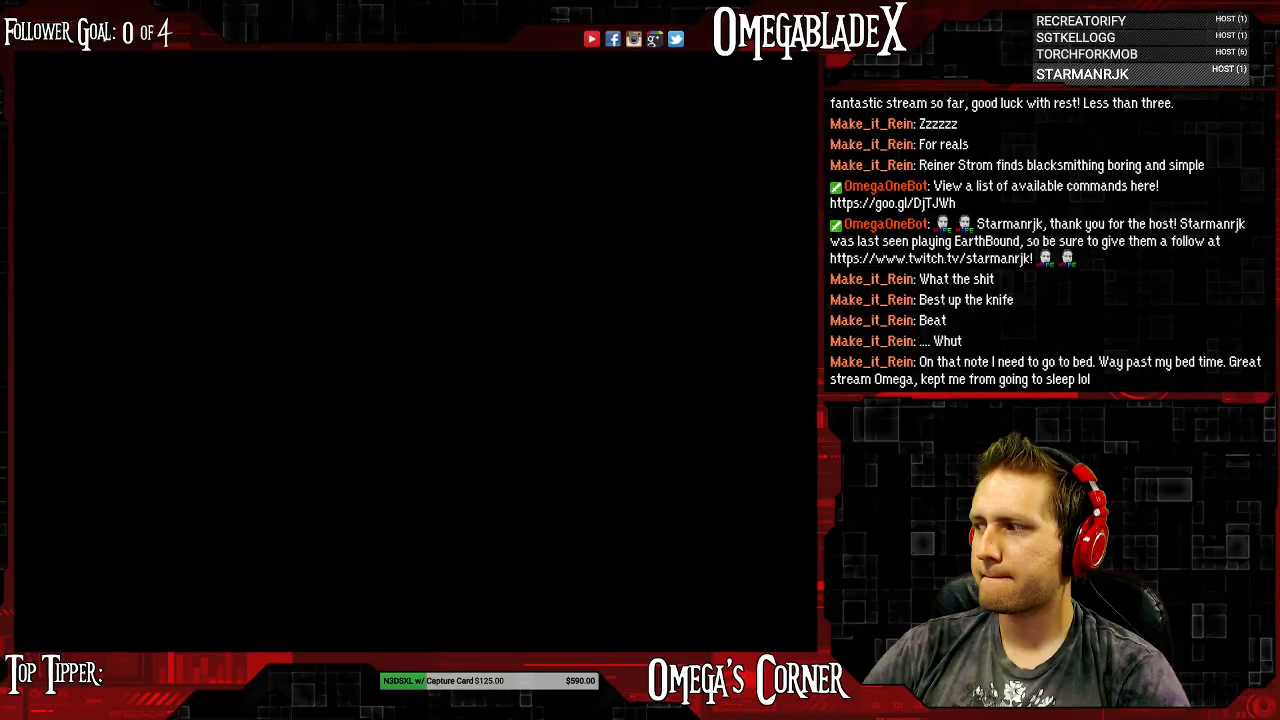 Follower Goal: 0 of 4
OmegabladeX
RECREATORIFY HOST (1)
SGTKELLOGG HOST (1)
TORCHFORKMOB HOST (6)
STARMANRJK HOST (1)
fantastic stream so far, good luck with rest! Less than three.
Make_it_Rein: Zzzzzz
Make_it_Rein: For reals
Make_it_Rein: Reiner Strom finds blacksmithing boring and simple
OmegaOneBot: View a list of available commands here!
https://goo.gl/DjTJWh
OmegaOneBot: Starmanrjk, thank you for the host! Starmanrjk
was last seen playing EarthBound, so be sure to give them a follow at
https://www.twitch.tv/starmanrjk!
Make_it_Rein: What the shit
Make_it_Rein: Best up the knife
Make_it_Rein: Beat
Make_it_Rein: .... Whut
Make_it_Rein: On that note I need to go to bed. Way past my bed time. Great
stream Omega, kept me from going to sleep lol
Top Tipper:
N3DSXL w/ Capture Card $125.00 $590.00
Omega's Corner